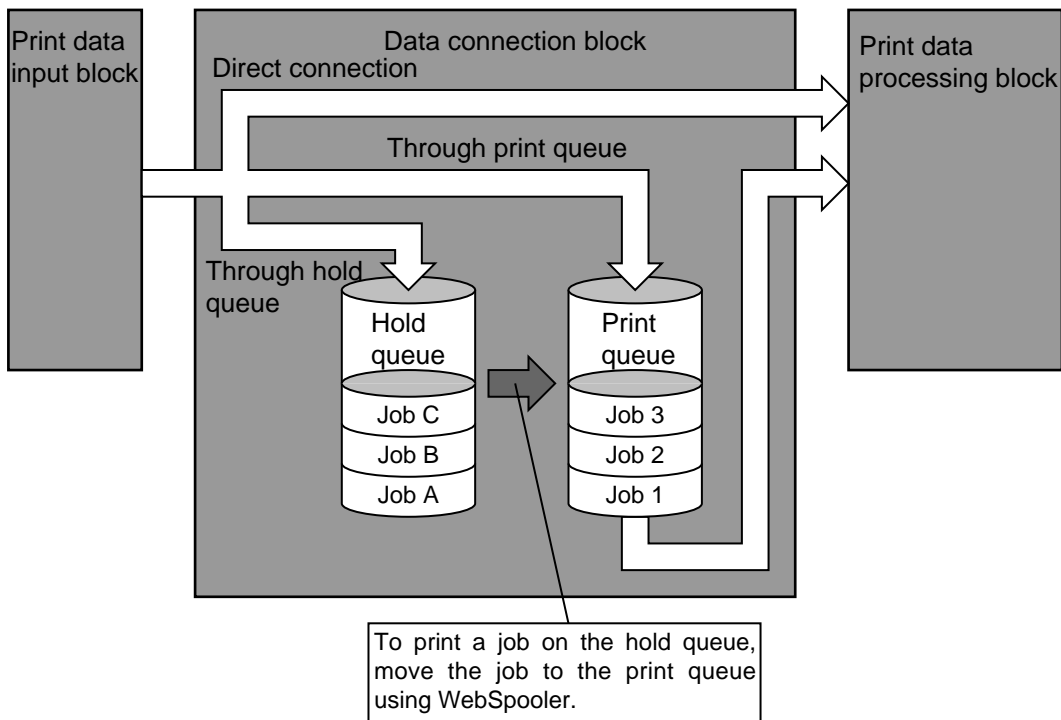 Print data
input block
Data connection block
Direct connection
Print data
processing block
Through print queue
Through hold
queue
Hold
queue
Job C
Job B
Job A
Print
queue
Job 3
Job 2
Job 1
To print a job on the hold queue,
move the job to the print queue
using WebSpooler.